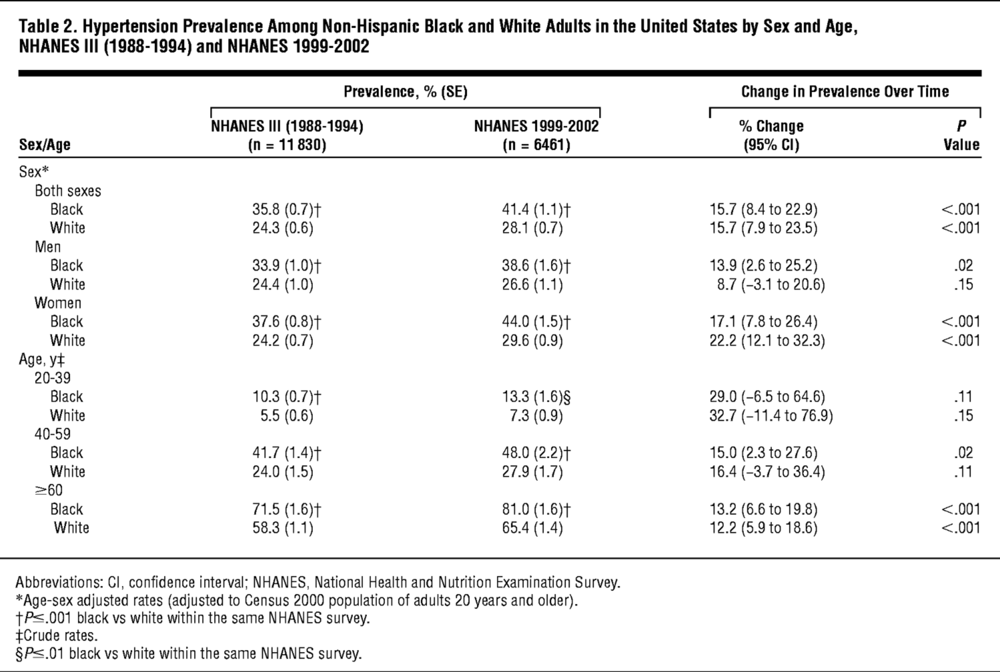 Table 2. Hypertension Prevalence Among Non-Hispanic Black and White Adults in the United States by Sex and Age,
NHANES III (1988-1994) and NHANES 1999-2002
Prevalence, % (SE) Change in Prevalence Over Time
NHANES III (1988-1994) NHANES 1999-2002 % Change P
Sex/Age (n = 11 830) (n = 6461) (95% CI) Value
Sex*
Both sexes
Black 35.8 (0.7)† 41.4 (1.1)† 15.7 (8.4 to 22.9) <.001
White 24.3 (0.6) 28.1 (0.7) 15.7 (7.9 to 23.5) <.001
Men
Black 33.9 (1.0)† 38.6 (1.6)† 13.9 (2.6 to 25.2) .02
White 24.4 (1.0) 26.6 (1.1) 8.7 (–3.1 to 20.6) .15
Women
Black 37.6 (0.8)† 44.0 (1.5)† 17.1 (7.8 to 26.4) <.001
White 24.2 (0.7) 29.6 (0.9) 22.2 (12.1 to 32.3) <.001
Age, y‡
20-39
Black 10.3 (0.7)† 13.3 (1.6)§ 29.0 (–6.5 to 64.6) .11
White 5.5 (0.6) 7.3 (0.9) 32.7 (–11.4 to 76.9) .15
40-59
Black 41.7 (1.4)† 48.0 (2.2)† 15.0 (2.3 to 27.6) .02
White 24.0 (1.5) 27.9 (1.7) 16.4 (–3.7 to 36.4) .11
≥60
Black 71.5 (1.6)† 81.0 (1.6)† 13.2 (6.6 to 19.8) <.001
White 58.3 (1.1) 65.4 (1.4) 12.2 (5.9 to 18.6) <.001
Abbreviations: CI, confidence interval; NHANES, National Health and Nutrition Examination Survey.
*Age-sex adjusted rates (adjusted to Census 2000 population of adults 20 years and older).
†P≤.001 black vs white within the same NHANES survey.
‡Crude rates.
§P≤.01 black vs white within the same NHANES survey.